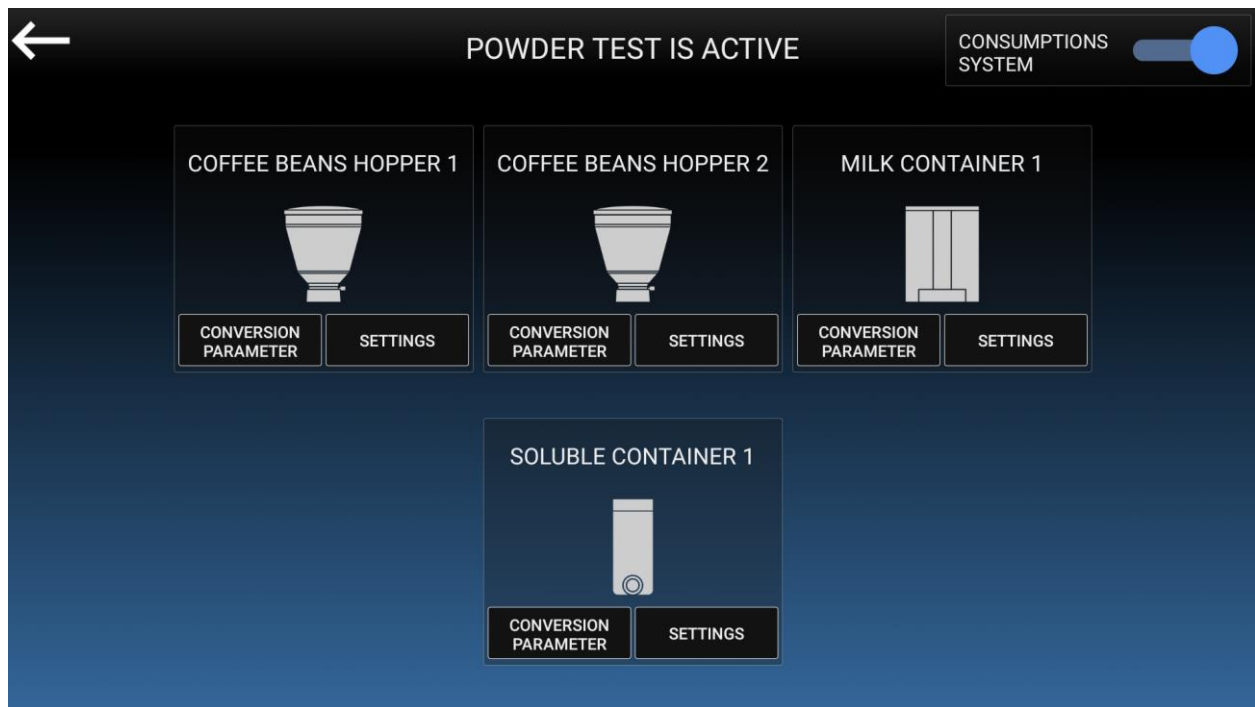 POWDER TEST IS ACTIVE
CONSUMPTIONS
SYSTEM
COFFEE BEANS HOPPER 1
COFFEE BEANS HOPPER 2
MILK CONTAINER 1
CONVERSION
PARAMETER
SETTINGS
CONVERSION
PARAMETER
SETTINGS
CONVERSION
PARAMETER
SETTINGS
SOLUBLE CONTAINER 1
CONVERSION
PARAMETER
SETTINGS